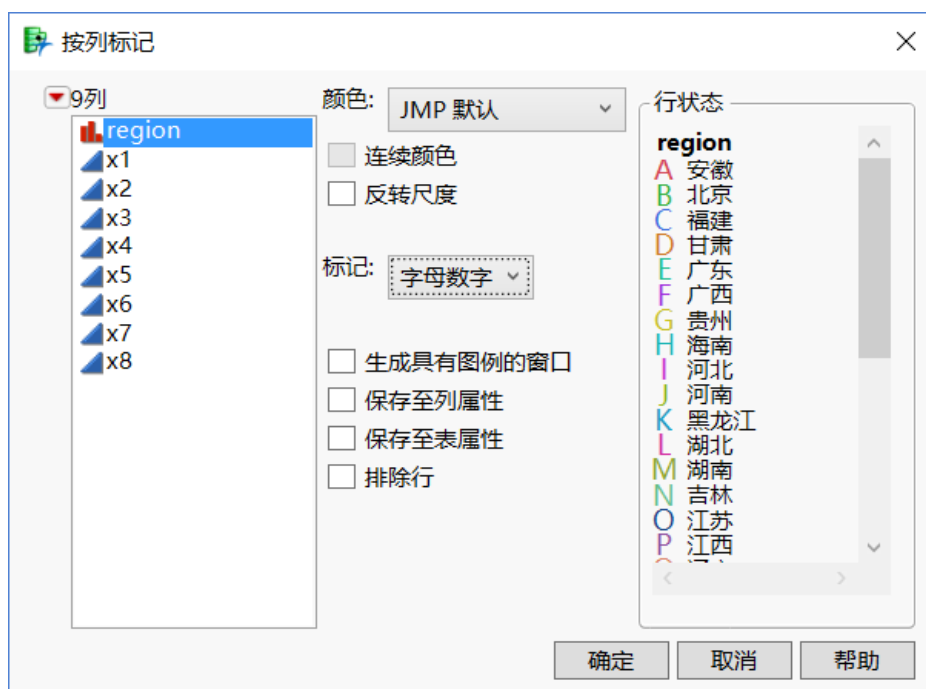 按列标记
9列
region
x1
x2
x3
x4
x5
x6
x7
x8
颜色: JMP 默认
连续颜色
反转尺度
标记: 字母数字
生成具有图例的窗口
保存至列属性
保存至表属性
排除行
行状态
region
A 安徽
B 北京
C 福建
D 甘肃
E 广东
F 广西
G 贵州
H 海南
I 河北
J 河南
K 黑龙江
L 湖北
M 湖南
N 吉林
O 江苏
P 江西
确定 取消 帮助